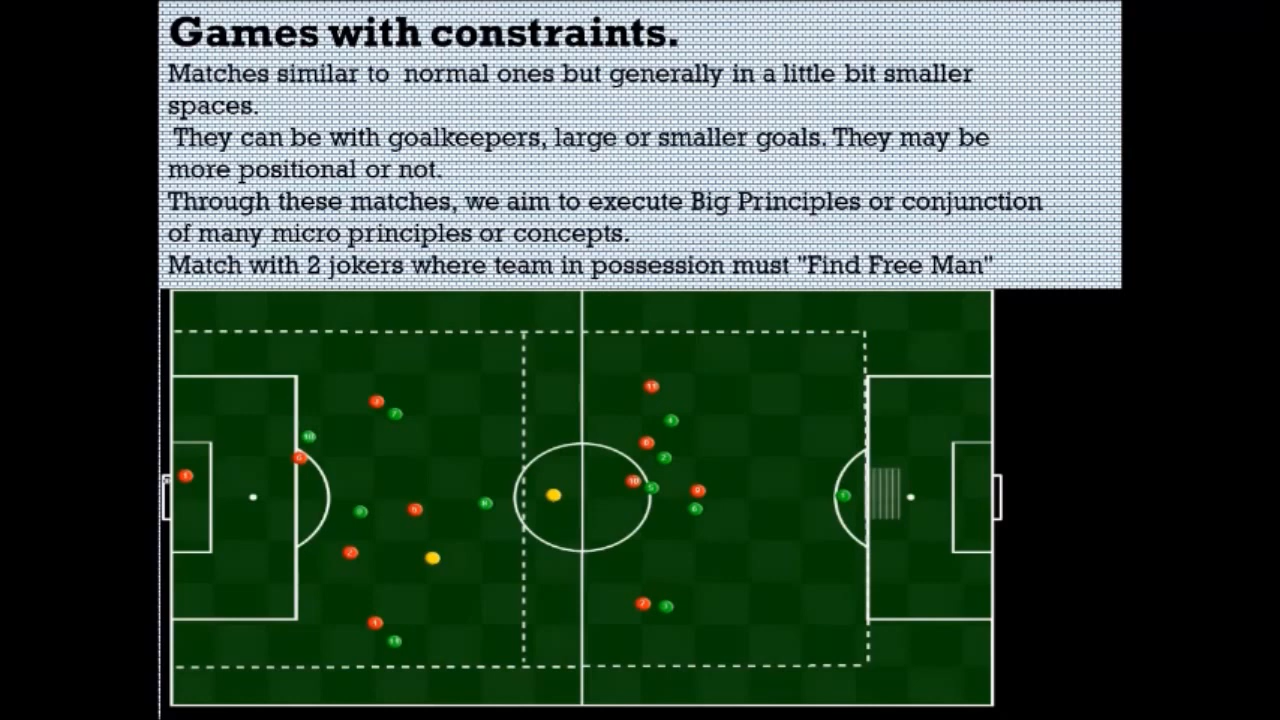 Games with constraints.
Matches similar to normal ones but generally in a little bit smaller
spaces.
They can be with goalkeepers, large or smaller goals. They may be
more positional or not.
Through these matches, we aim to execute Big Principles or conjunction
of many micro principles or concepts.
Match with 2 jokers where team in possession must "Find Free Man"
11
10
10